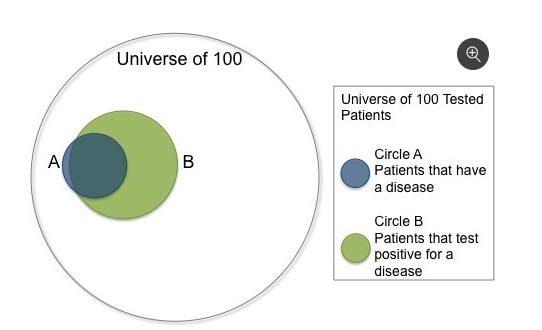 Universe of 100
A
B
Universe of 100 Tested
Patients
Circle A
Patients that have
a disease
Circle B
Patients that test
positive for a
disease